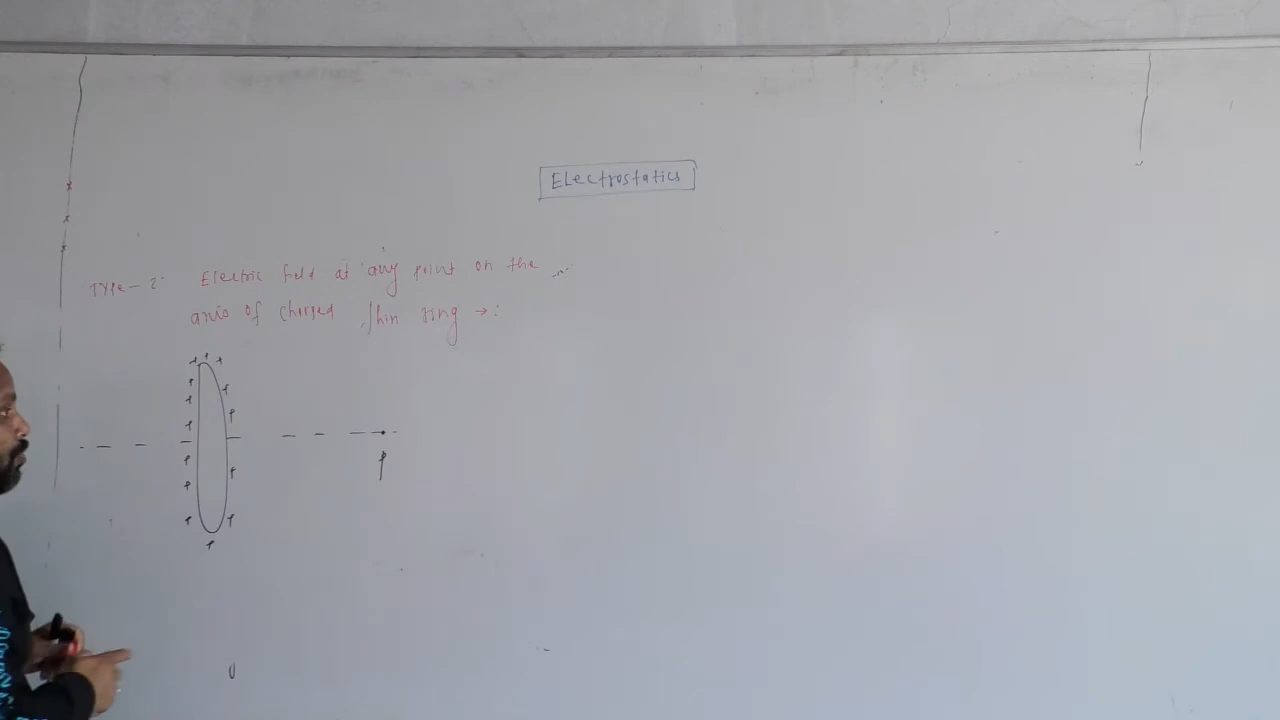 Electrostatics
TYPE-2: Electric field at any point on the
axis of charged thin ring →:
+ + +
+ +
+
+ +
+
+ +
+ +
+
P